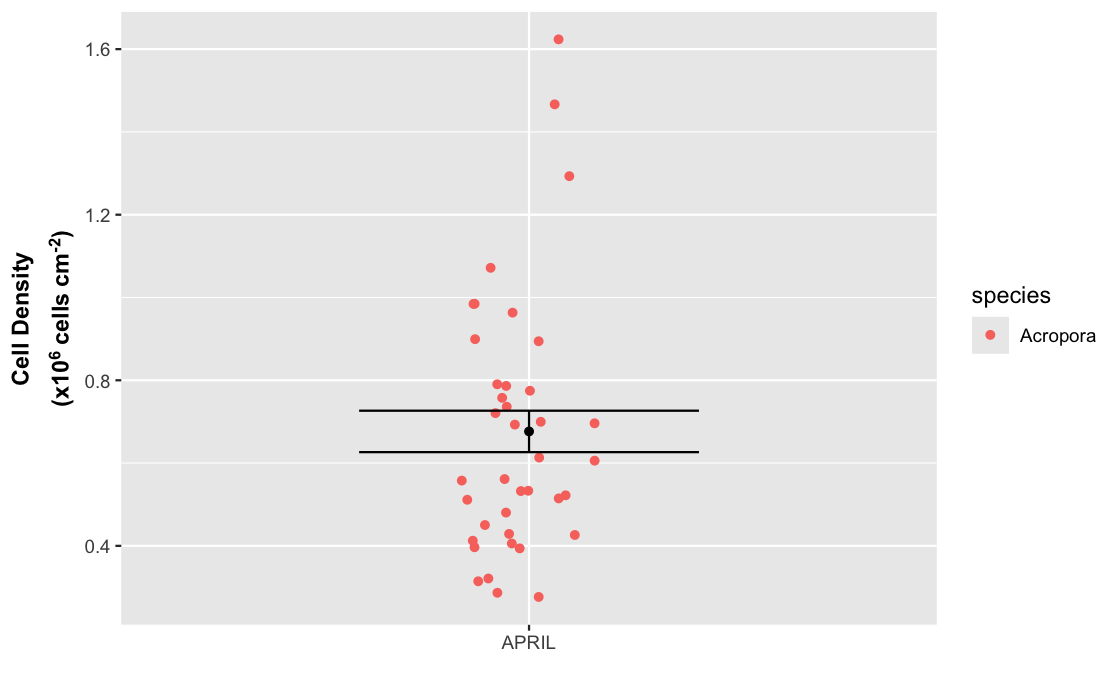 Cell Density
(x10⁶ cells cm⁻²)
1.6
1.2
0.8
0.4
APRIL
species
Acropora